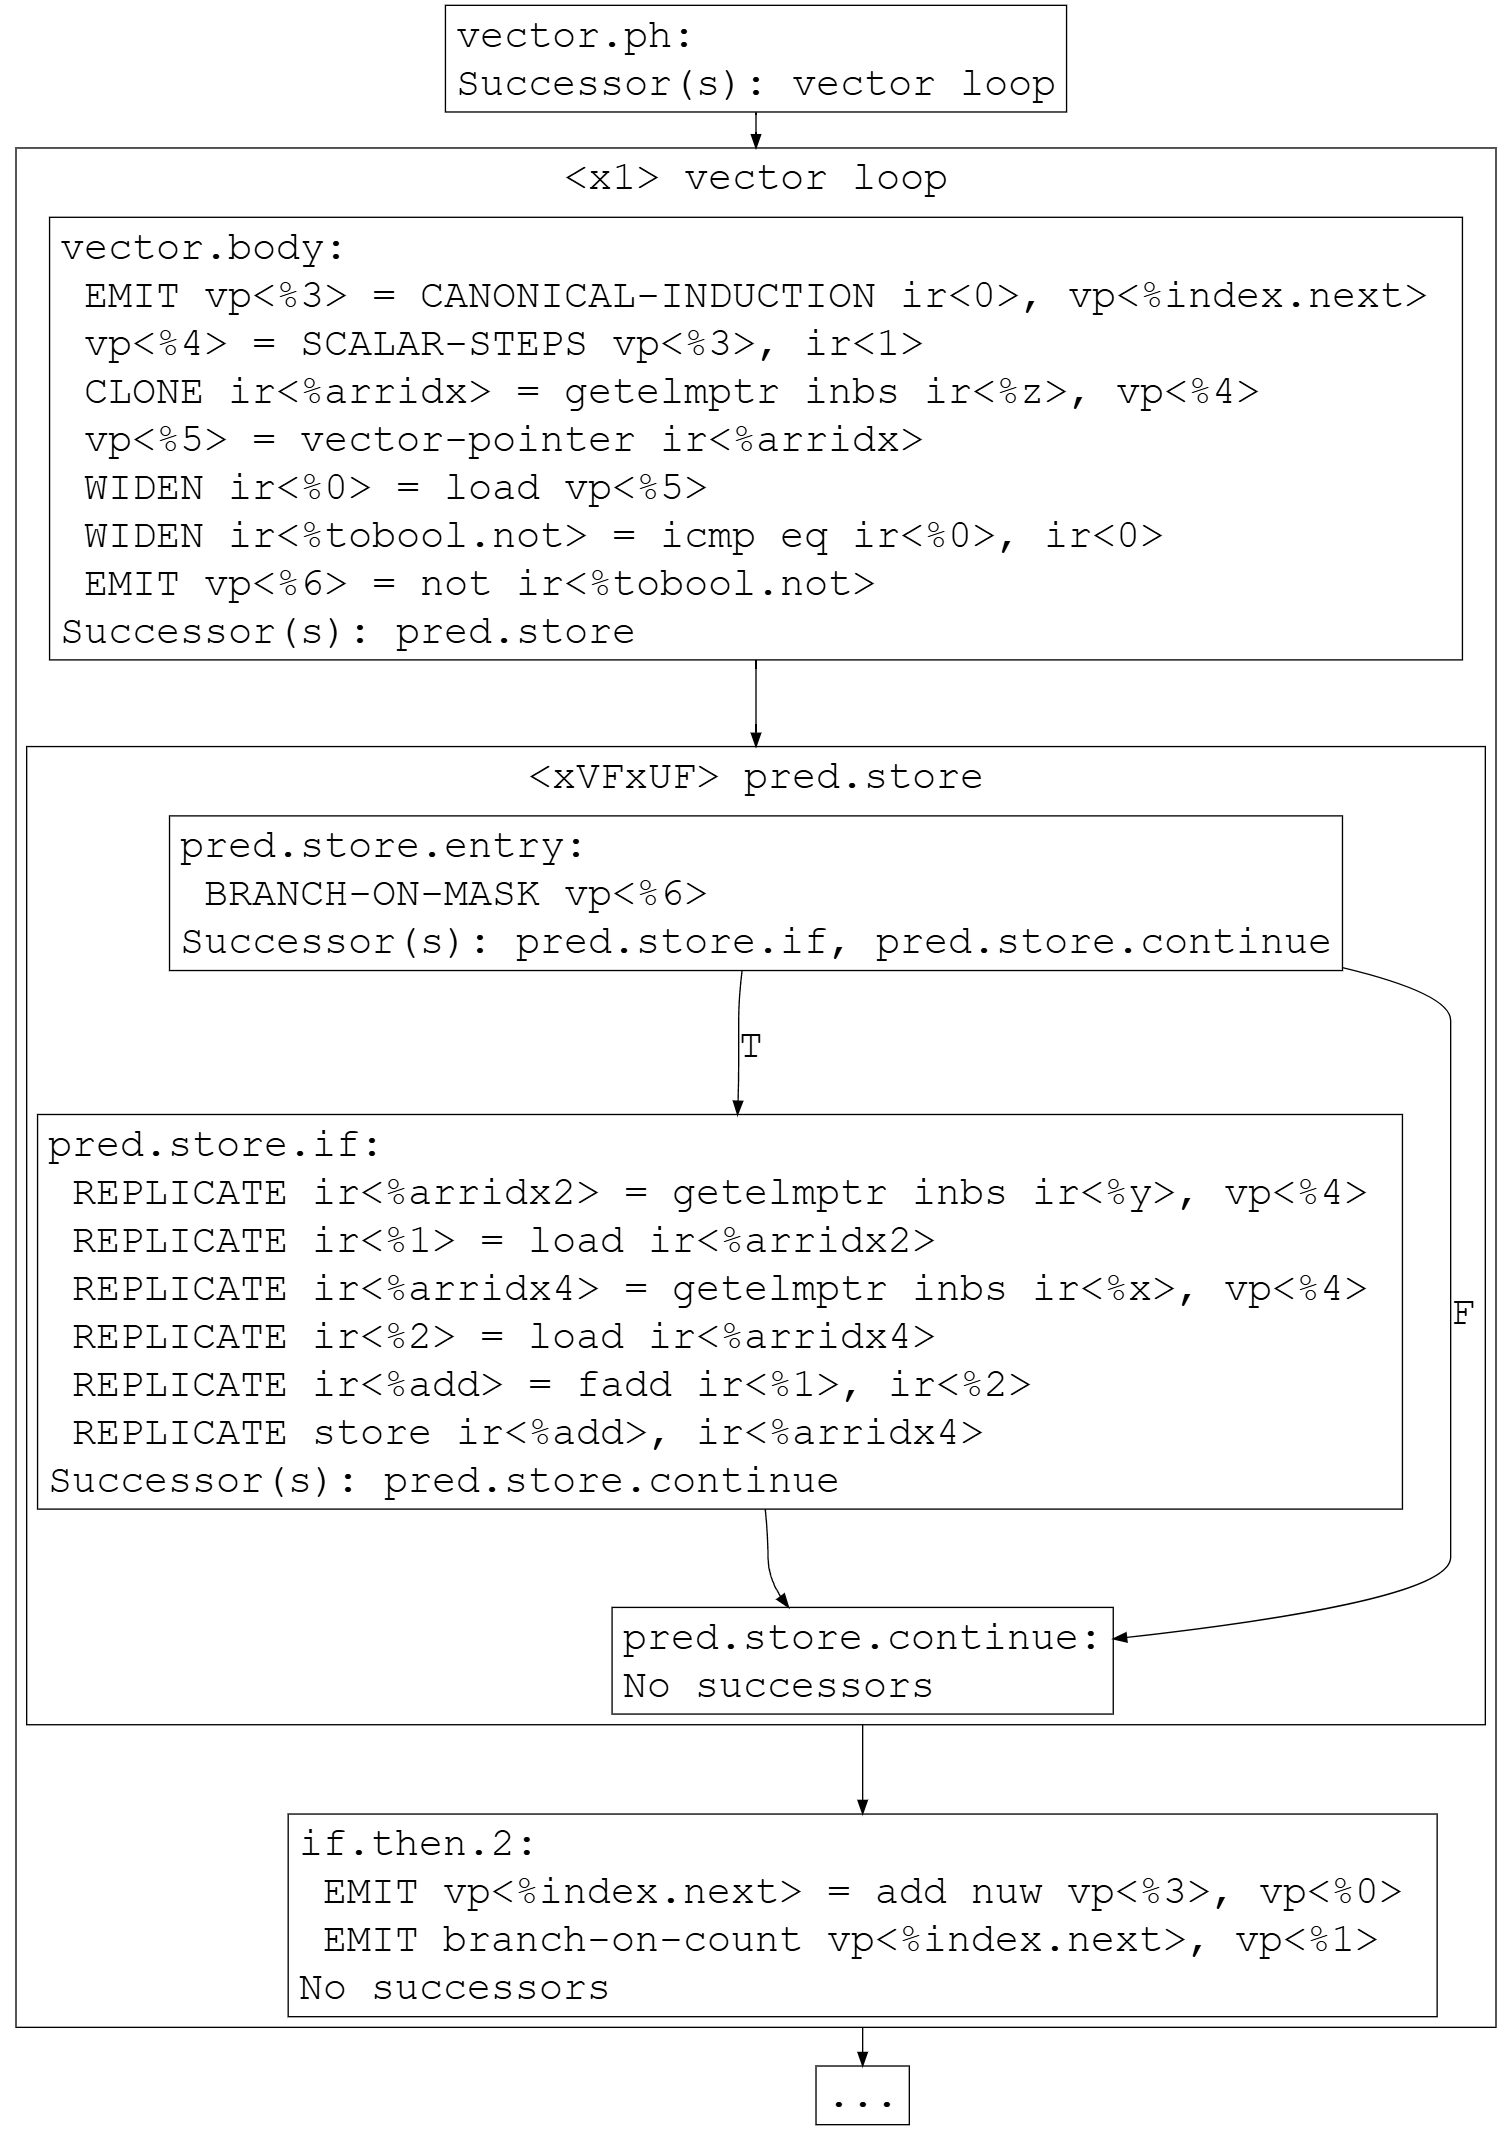 vector.ph:
Successor(s): vector loop
<x1> vector loop
vector.body:
EMIT vp<%3> = CANONICAL-INDUCTION ir<0>, vp<%index.next>
vp<%4> = SCALAR-STEPS vp<%3>, ir<1>
CLONE ir<%arridx> = getelmptr inbs ir<%z>, vp<%4>
vp<%5> = vector-pointer ir<%arridx>
WIDEN ir<%0> = load vp<%5>
WIDEN ir<%tobool.not> = icmp eq ir<%0>, ir<0>
EMIT vp<%6> = not ir<%tobool.not>
Successor(s): pred.store
<xVFxUF> pred.store
pred.store.entry:
BRANCH-ON-MASK vp<%6>
Successor(s): pred.store.if, pred.store.continue
T
pred.store.if:
REPLICATE ir<%arridx2> = getelmptr inbs ir<%y>, vp<%4>
REPLICATE ir<%1> = load ir<%arridx2>
REPLICATE ir<%arridx4> = getelmptr inbs ir<%x>, vp<%4>
F
REPLICATE ir<%2> = load ir<%arridx4>
REPLICATE ir<%add> = fadd ir<%1>, ir<%2>
REPLICATE store ir<%add>, ir<%arridx4>
Successor(s): pred.store.continue
pred.store.continue:
No successors
if.then.2:
EMIT vp<%index.next> = add nuw vp<%3>, vp<%0>
EMIT branch-on-count vp<%index.next>, vp<%1>
No successors
...